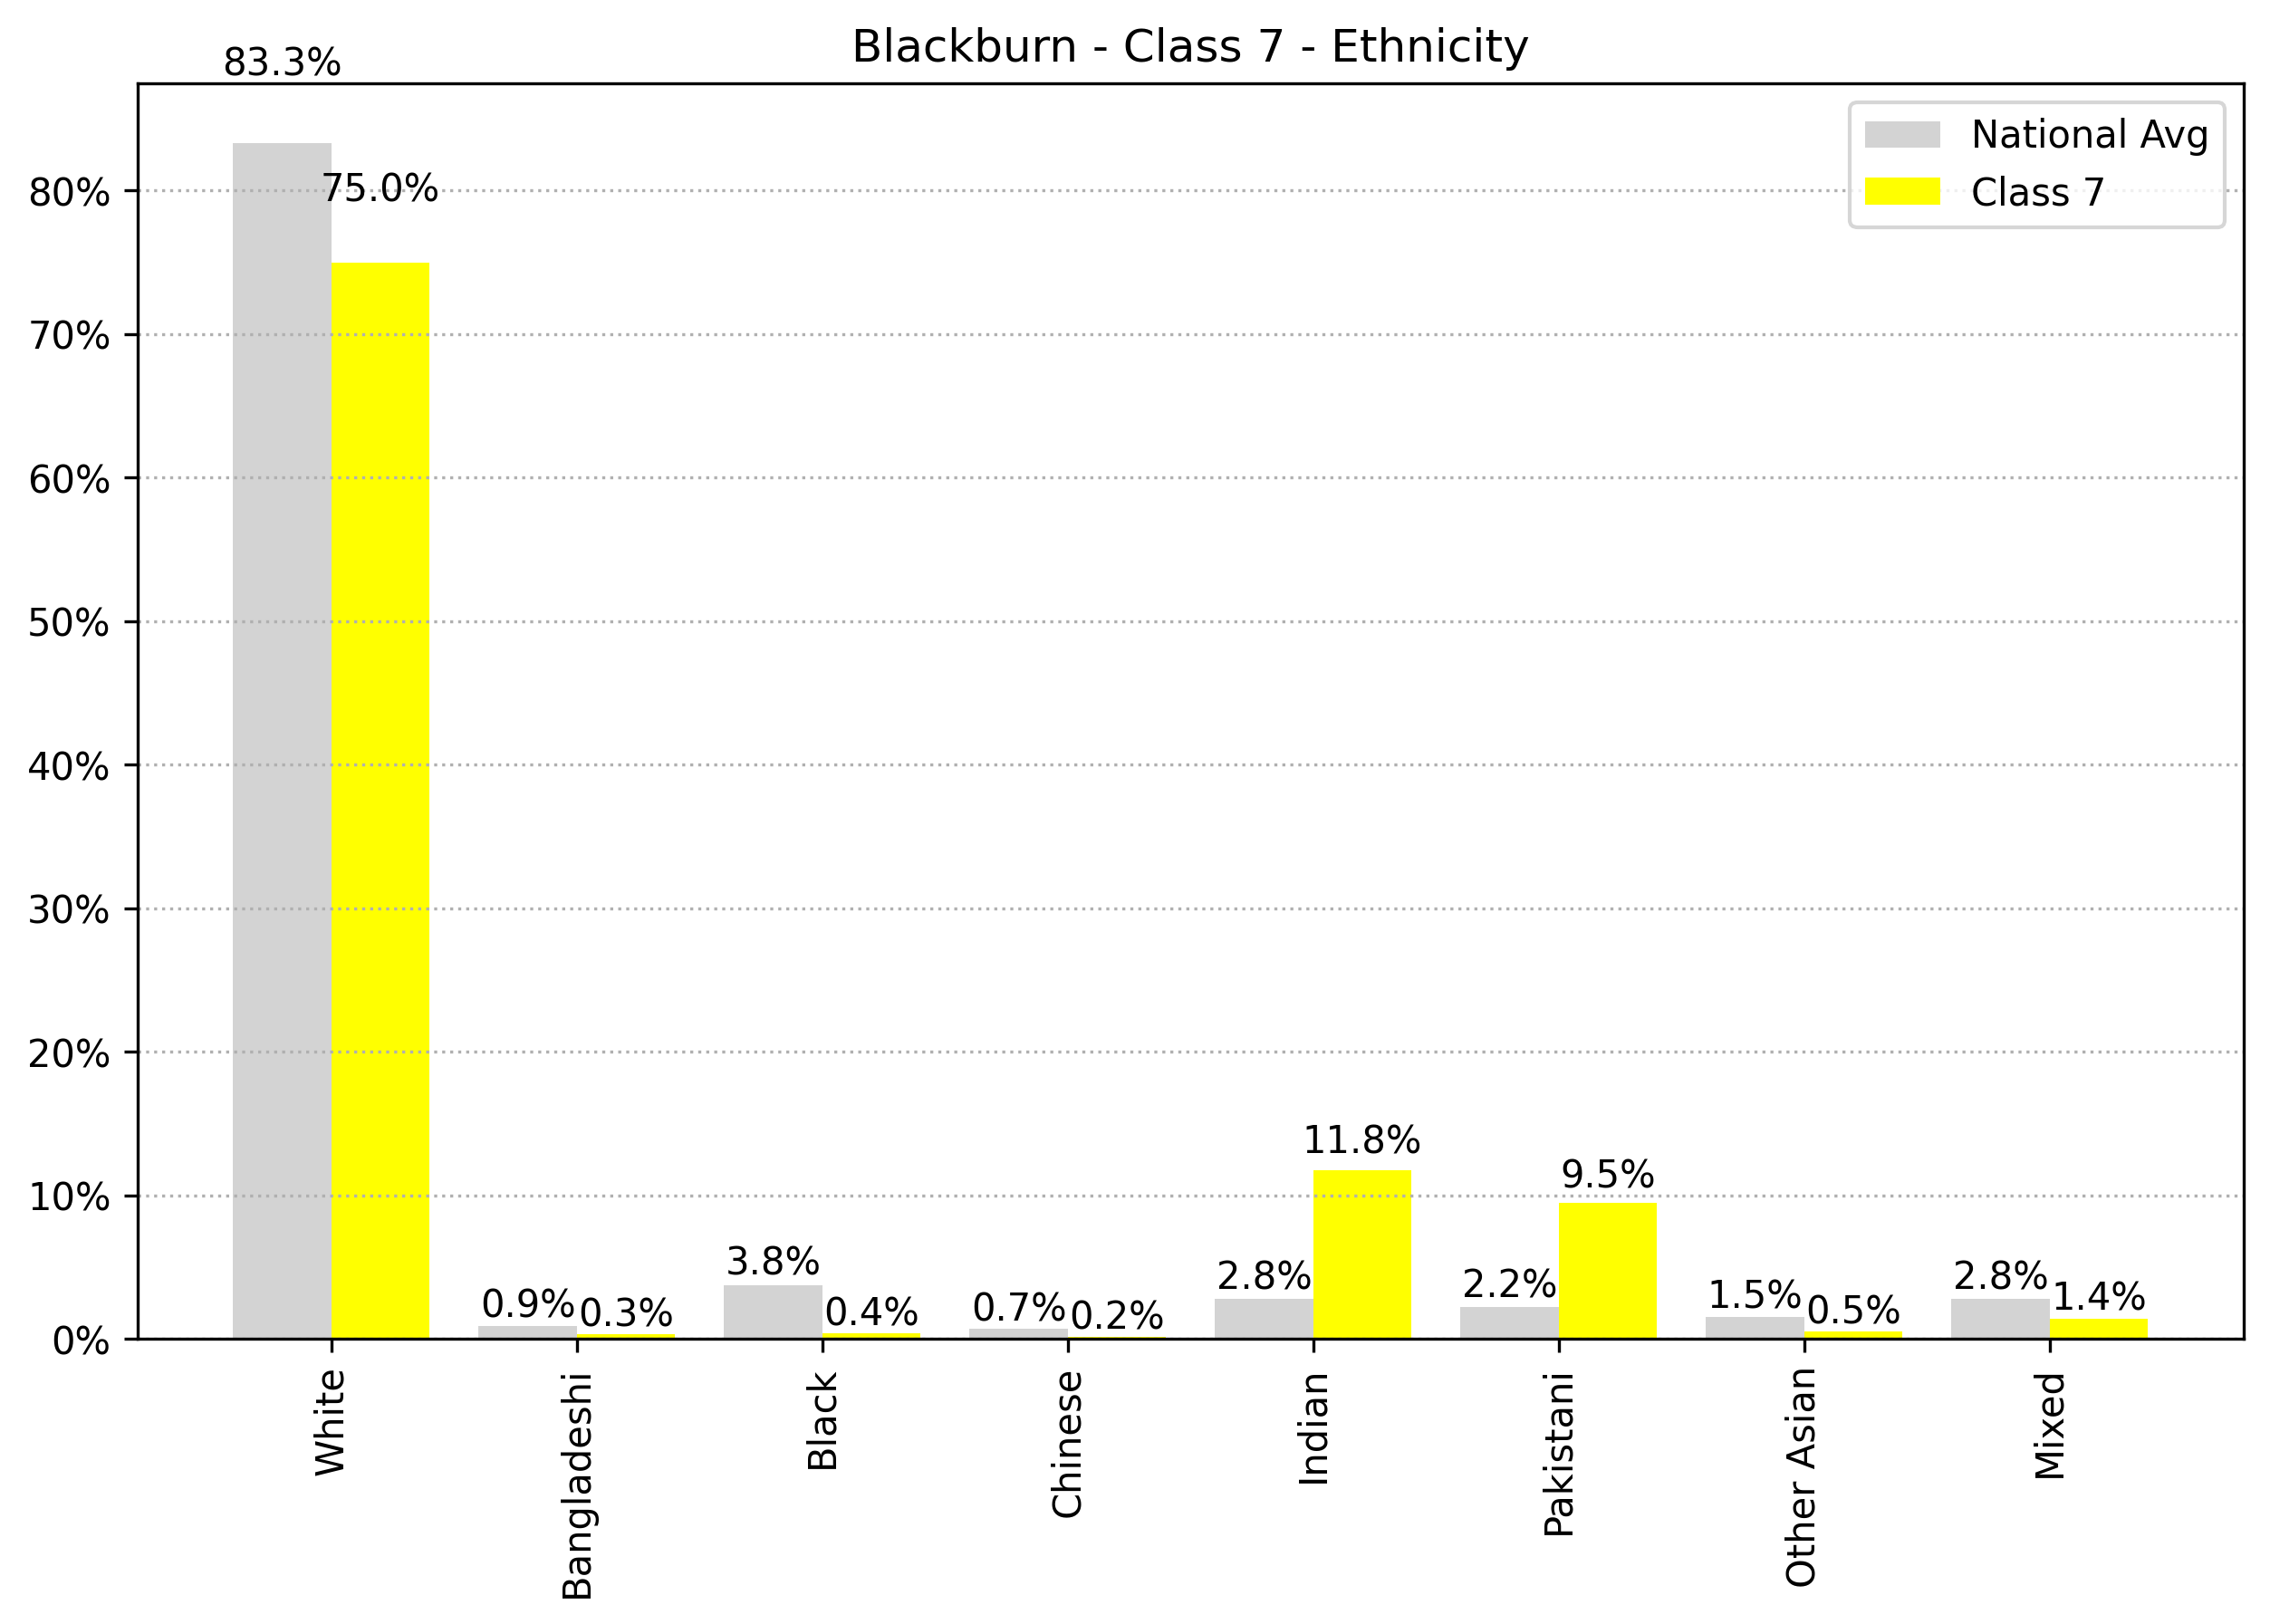 Blackburn - Class 7 - Ethnicity
83.3%
75.0%
National Avg
Class 7
80%
70%
60%
50%
40%
30%
20%
10%
0%
0.9%
0.3%
3.8%
0.4%
0.7%
0.2%
2.8%
11.8%
2.2%
9.5%
1.5%
0.5%
2.8%
1.4%
White
Bangladeshi
Black
Chinese
Indian
Pakistani
Other Asian
Mixed